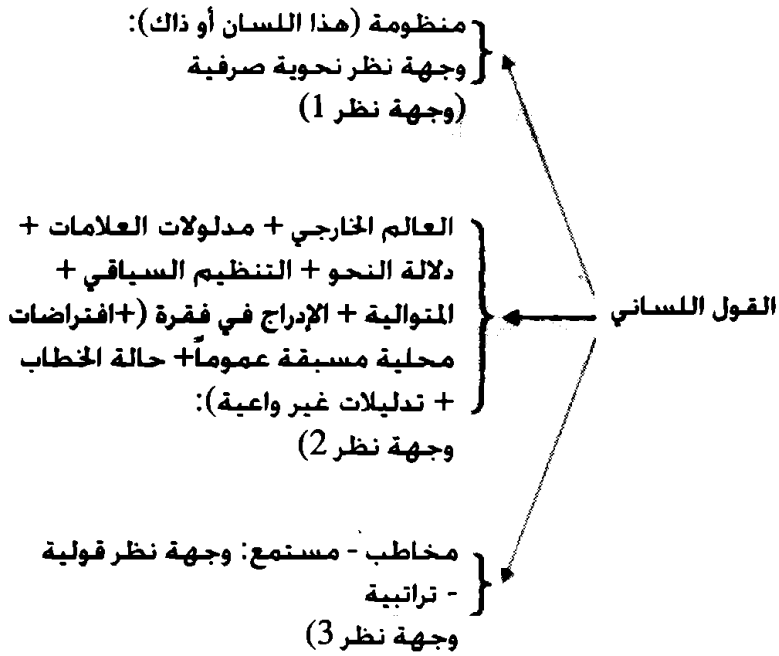 منظومة (هذا اللسان أو ذاك):
وجهة نظر نحوية صرفية
(وجهة نظر 1)
العالم الخارجي + مدلولات العلامات +
دلالة النحو + التنظيم السياقي +
المتوالية + الإدراج في فقرة (+افتراضات
محلية مسبقة عموماً+ حالة الخطاب
+ تدليلات غير واعية):
وجهة نظر 2)
القول اللساني
مخاطب - مستمع: وجهة نظر قولية
- تراتبية
وجهة نظر 3)